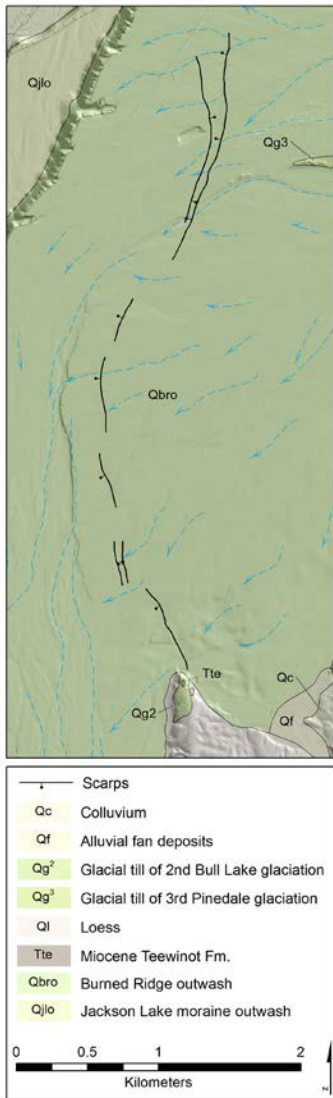 Qjlo
Qg3
Qbro
Tte
Qc
Qg2
Qf
Scarps
Qc Colluvium
Qf Alluvial fan deposits
Qg² Glacial till of 2nd Bull Lake glaciation
Qg³ Glacial till of 3rd Pinedale glaciation
Ql Loess
Tte Miocene Teewinot Fm.
Qbro Burned Ridge outwash
Qjlo Jackson Lake moraine outwash
0 0.5 1 2
Kilometers
N